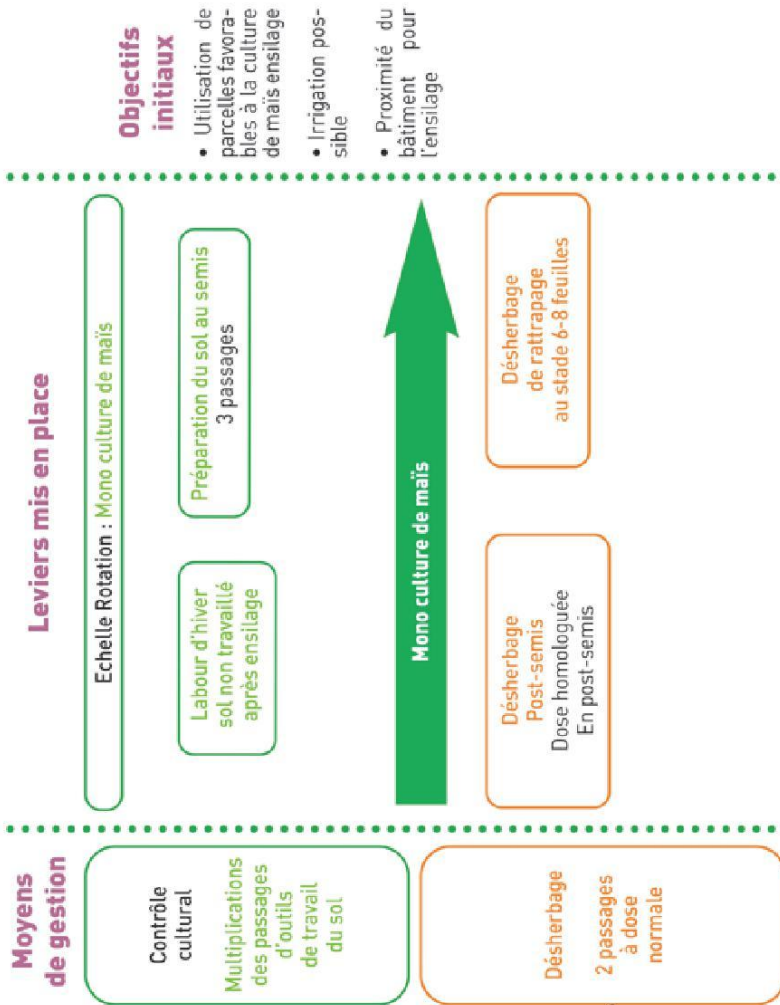 Moyens
de gestion
Leviers mis en place
Objectifs
initiaux
Contrôle
cultural
Multiplications
des passages
d'outils
de travail
du sol
Echelle Rotation : Mono culture de maïs
Labour d'hiver
sol non travaillé
après ensilage
Préparation du sol au semis
3 passages
• Utilisation de
parcelles favora-
bles à la culture
de maïs ensilage
• Irrigation pos-
sible
• Proximité du
bâtiment pour
l'ensilage
Mono culture de maïs
Désherbage
2 passages
à dose
normale
Désherbage
Post-semis
Dose homologuée
En post-semis
Désherbage
de rattrapage
au stade 6-8 feuilles